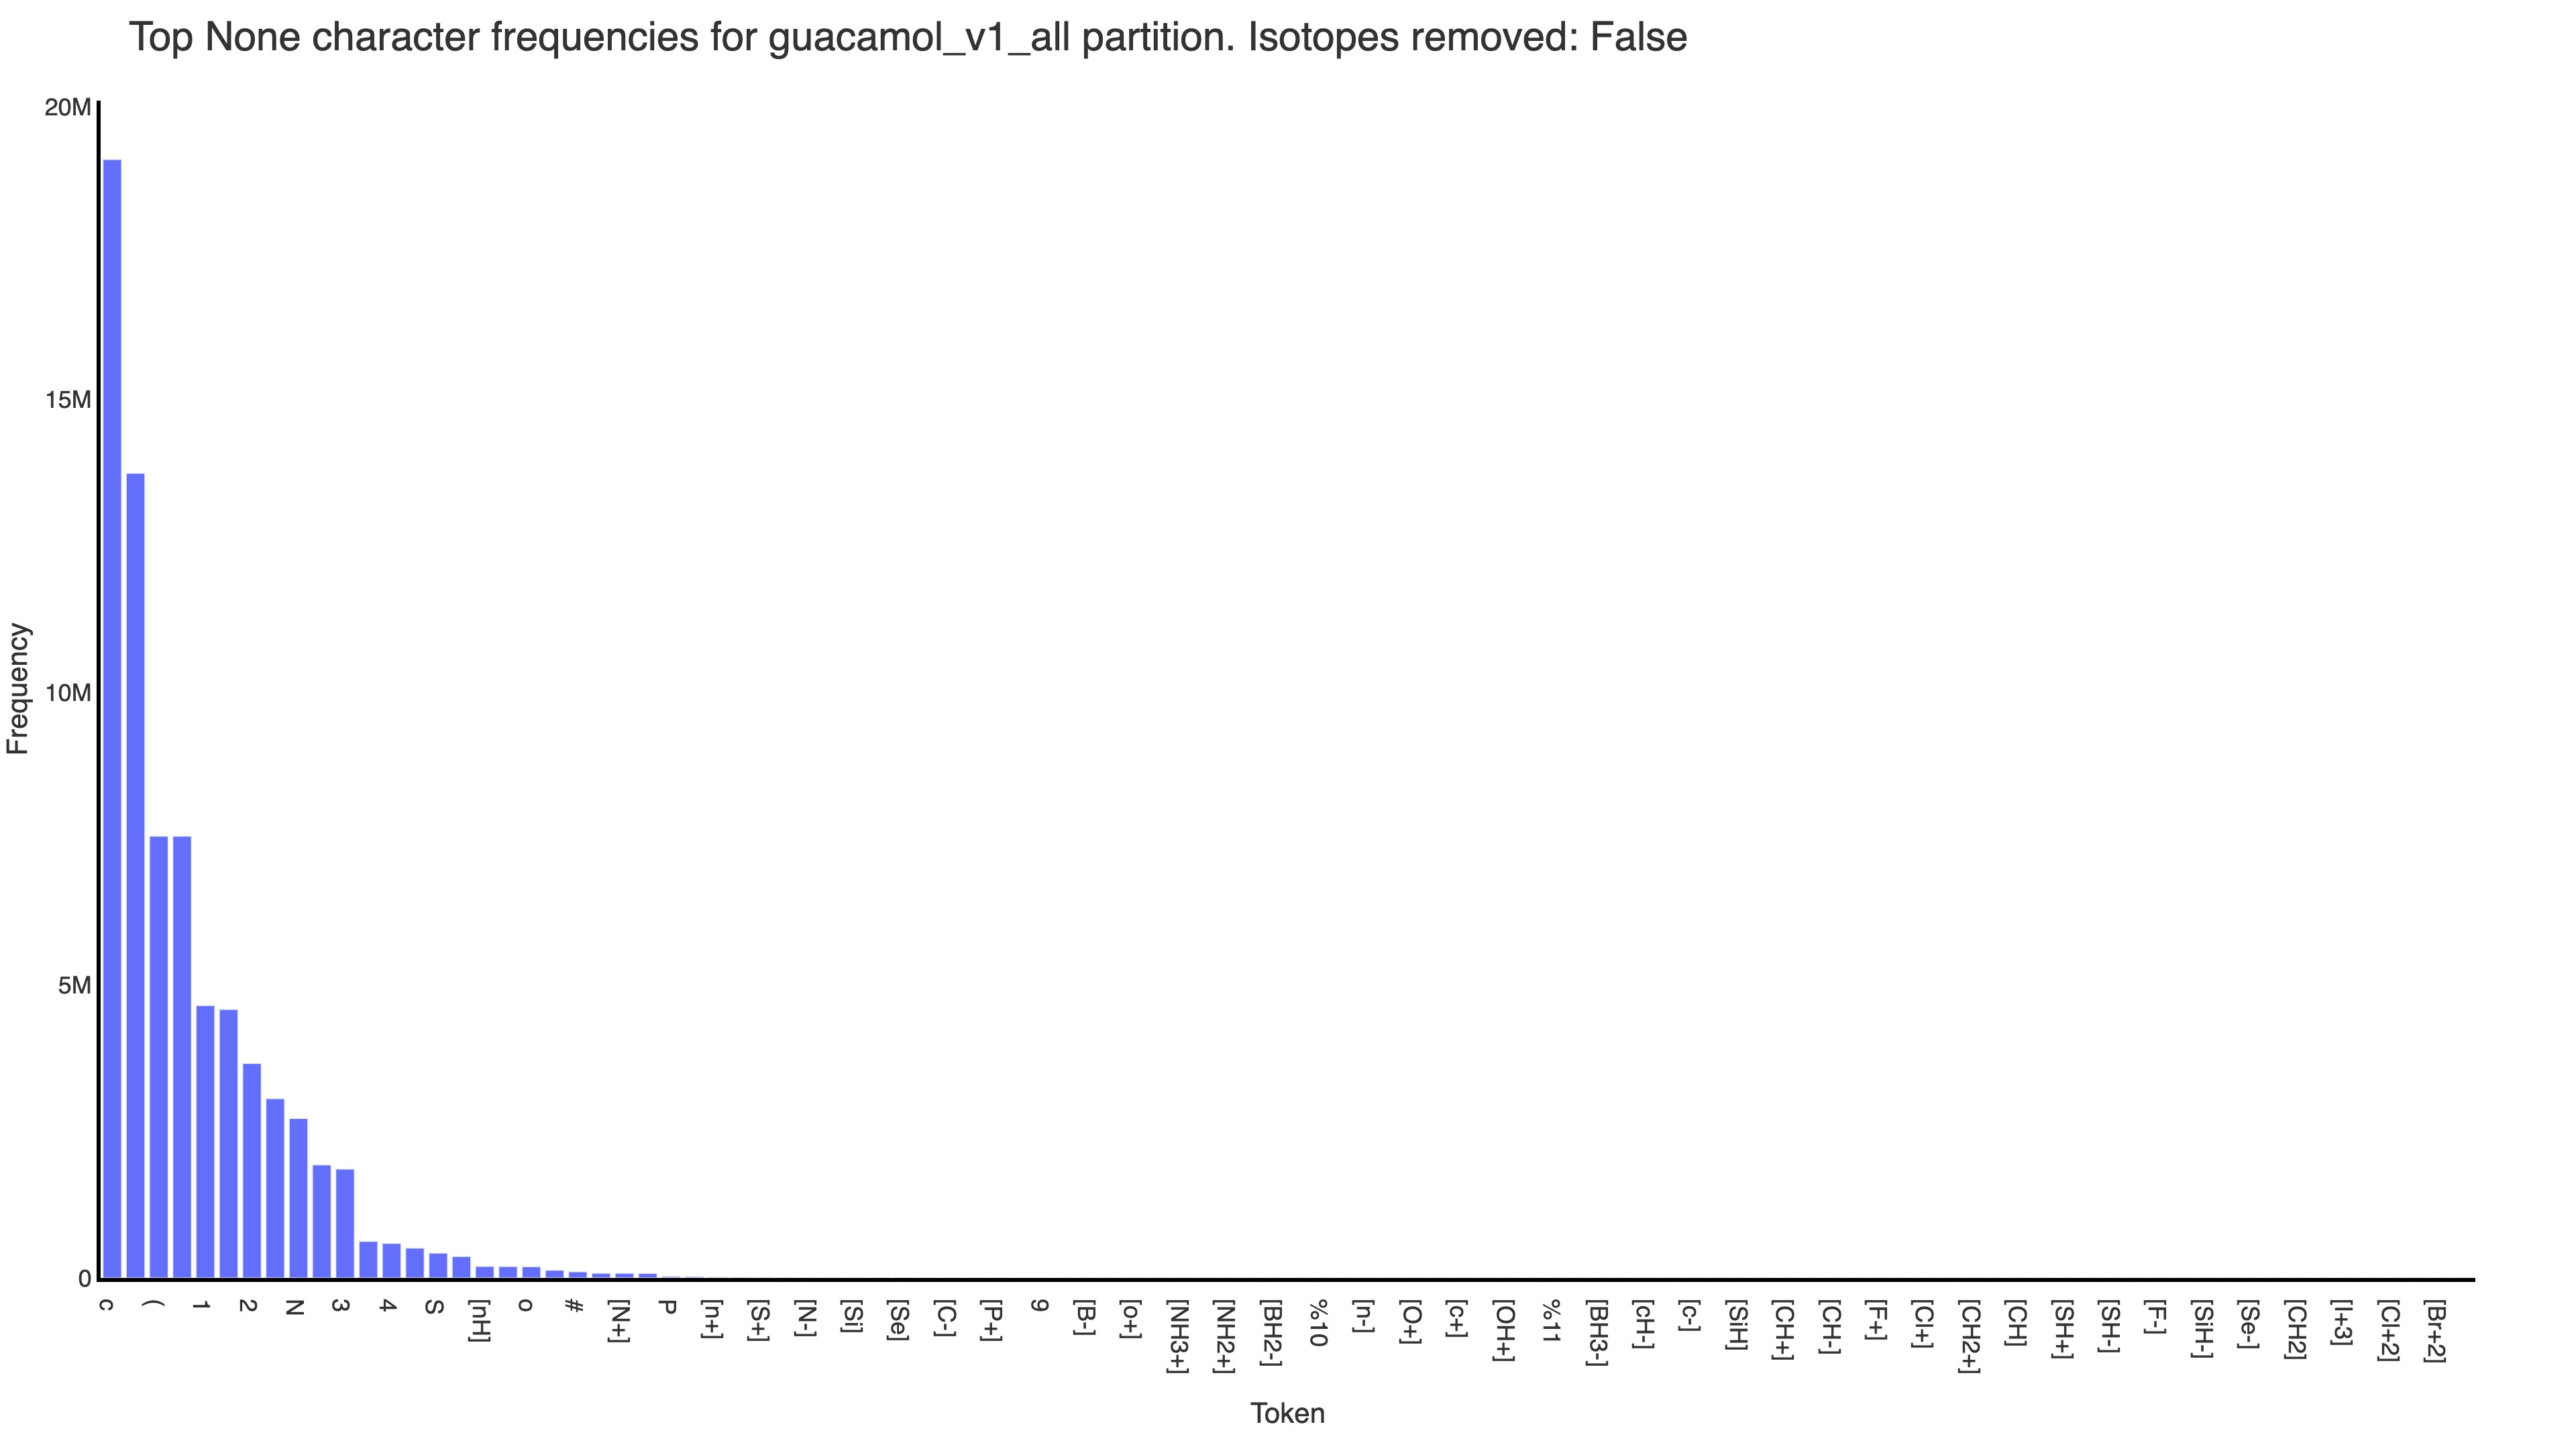 Top None character frequencies for guacamol_v1_all partition. Isotopes removed: False
20M
15M
10M
5M
0
Frequency
c
(
1
2
N
3
4
S
[nH]
o
#
[N+]
P
[n+]
[S+]
[N-]
[Si]
[Se]
[C-]
[P+]
9
[B-]
[o+]
[NH3+]
[NH2+]
[BH2-]
%10
[n-]
[O+]
[c+]
[OH+]
%11
[BH3-]
[cH-]
[c-]
[SiH]
[CH+]
[CH-]
[F+]
[Cl+]
[CH2+]
[CH]
[SH+]
[SH-]
[F-]
[SiH-]
[Se-]
[CH2]
[I+3]
[Cl+2]
[Br+2]
Token